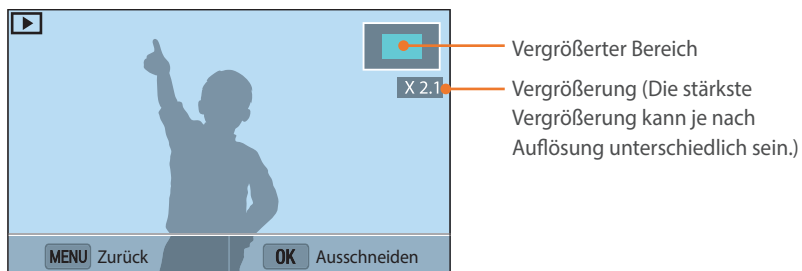 Vergrößerter Bereich
X 2.1
Vergrößerung (Die stärkste
Vergrößerung kann je nach
Auflösung unterschiedlich sein.)
MENU Zurück
OK Ausschneiden